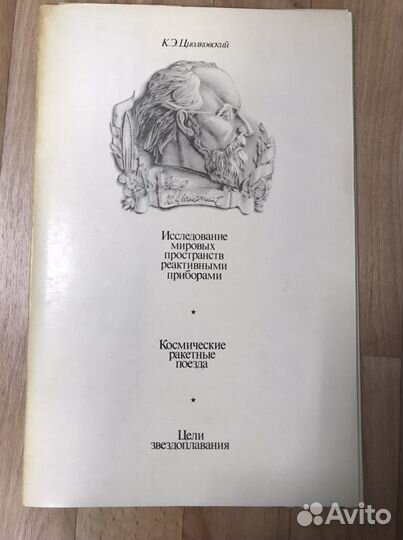 К.Э.Циолковский
Исследование
мировых
пространств
реактивными
приборами
*
Космические
ракетные
поезда
*
Цели
звездоплавания
Avito